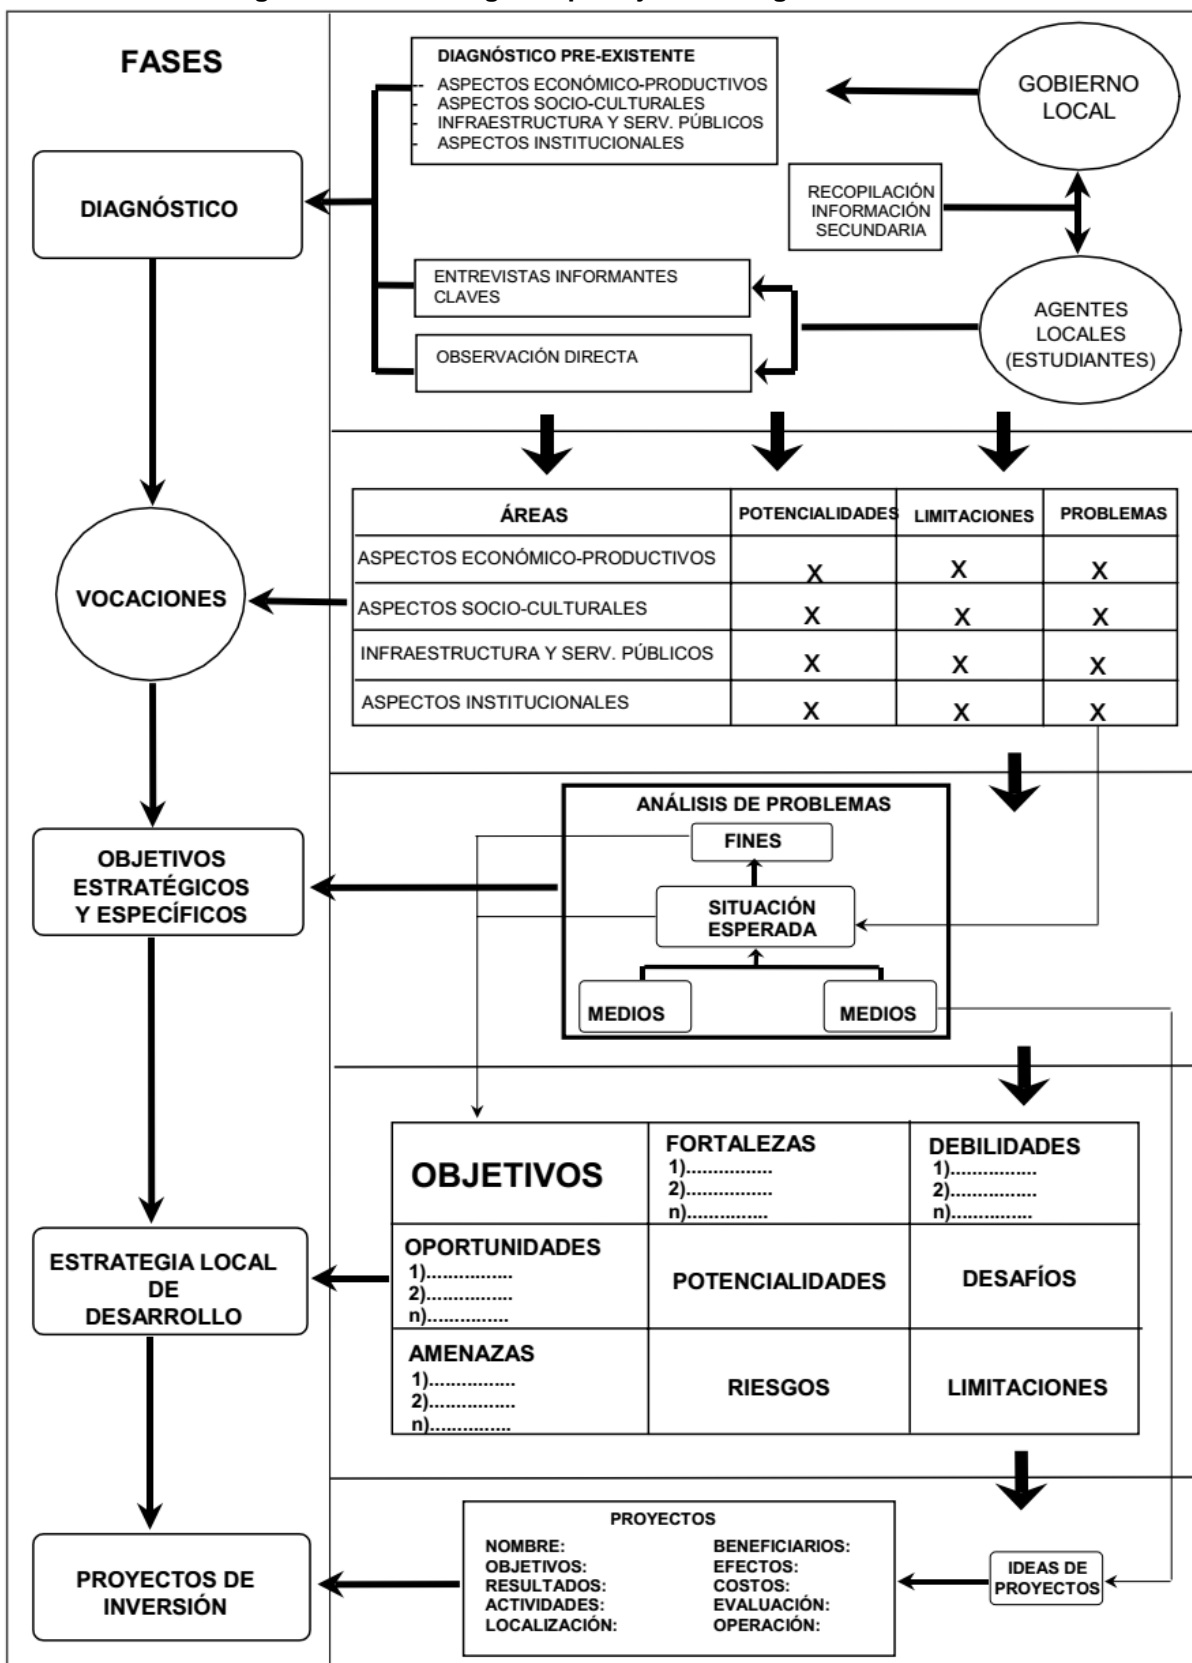 FASES
DIAGNÓSTICO PRE-EXISTENTE
-- ASPECTOS ECONÓMICO-PRODUCTIVOS
- ASPECTOS SOCIO-CULTURALES
- INFRAESTRUCTURA Y SERV. PÚBLICOS
- ASPECTOS INSTITUCIONALES
GOBIERNO
LOCAL
DIAGNÓSTICO
RECOPILACIÓN
INFORMACIÓN
SECUNDARIA
ENTREVISTAS INFORMANTES
CLAVES
OBSERVACIÓN DIRECTA
AGENTES
LOCALES
(ESTUDIANTES)
VOCACIONES
ÁREAS POTENCIALIDADES LIMITACIONES PROBLEMAS
ASPECTOS ECONÓMICO-PRODUCTIVOS X X X
ASPECTOS SOCIO-CULTURALES X X X
INFRAESTRUCTURA Y SERV. PÚBLICOS X X X
ASPECTOS INSTITUCIONALES X X X
OBJETIVOS
ESTRATÉGICOS
Y ESPECÍFICOS
ANÁLISIS DE PROBLEMAS
FINES
SITUACIÓN
ESPERADA
MEDIOS MEDIOS
ESTRATEGIA LOCAL
DE
DESARROLLO
OBJETIVOS
FORTALEZAS
1)................
2)................
n)...............
DEBILIDADES
1)................
2)................
n)...............
OPORTUNIDADES
1)................
2)................
n)...............
POTENCIALIDADES
DESAFÍOS
AMENAZAS
1)................
2)................
n)...............
RIESGOS
LIMITACIONES
PROYECTOS DE
INVERSIÓN
PROYECTOS
NOMBRE: BENEFICIARIOS:
OBJETIVOS: EFECTOS:
RESULTADOS: COSTOS:
ACTIVIDADES: EVALUACIÓN:
LOCALIZACIÓN: OPERACIÓN:
IDEAS DE
PROYECTOS